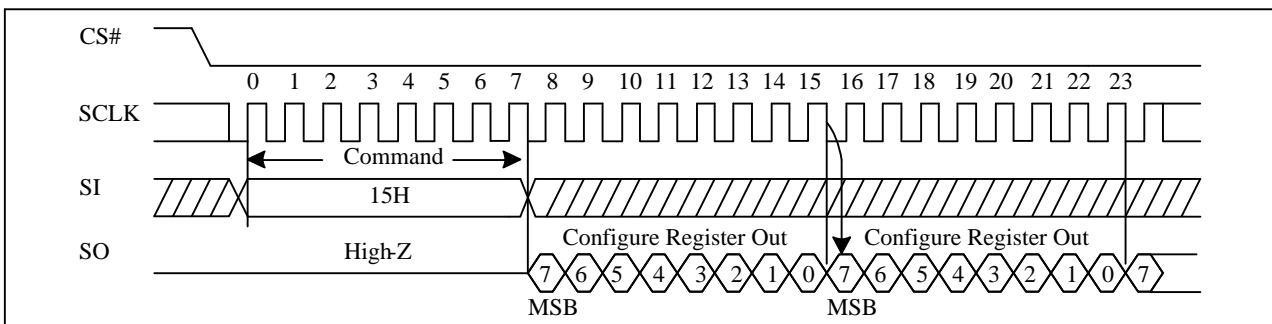 CS#
0 1 2 3 4 5 6 7 8 9 10 11 12 13 14 15 16 17 18 19 20 21 22 23
SCLK
Command
SI
15H
SO
High-Z
Configure Register Out
Configure Register Out
7 6 5 4 3 2 1 0 7 6 5 4 3 2 1 0 7
MSB
MSB